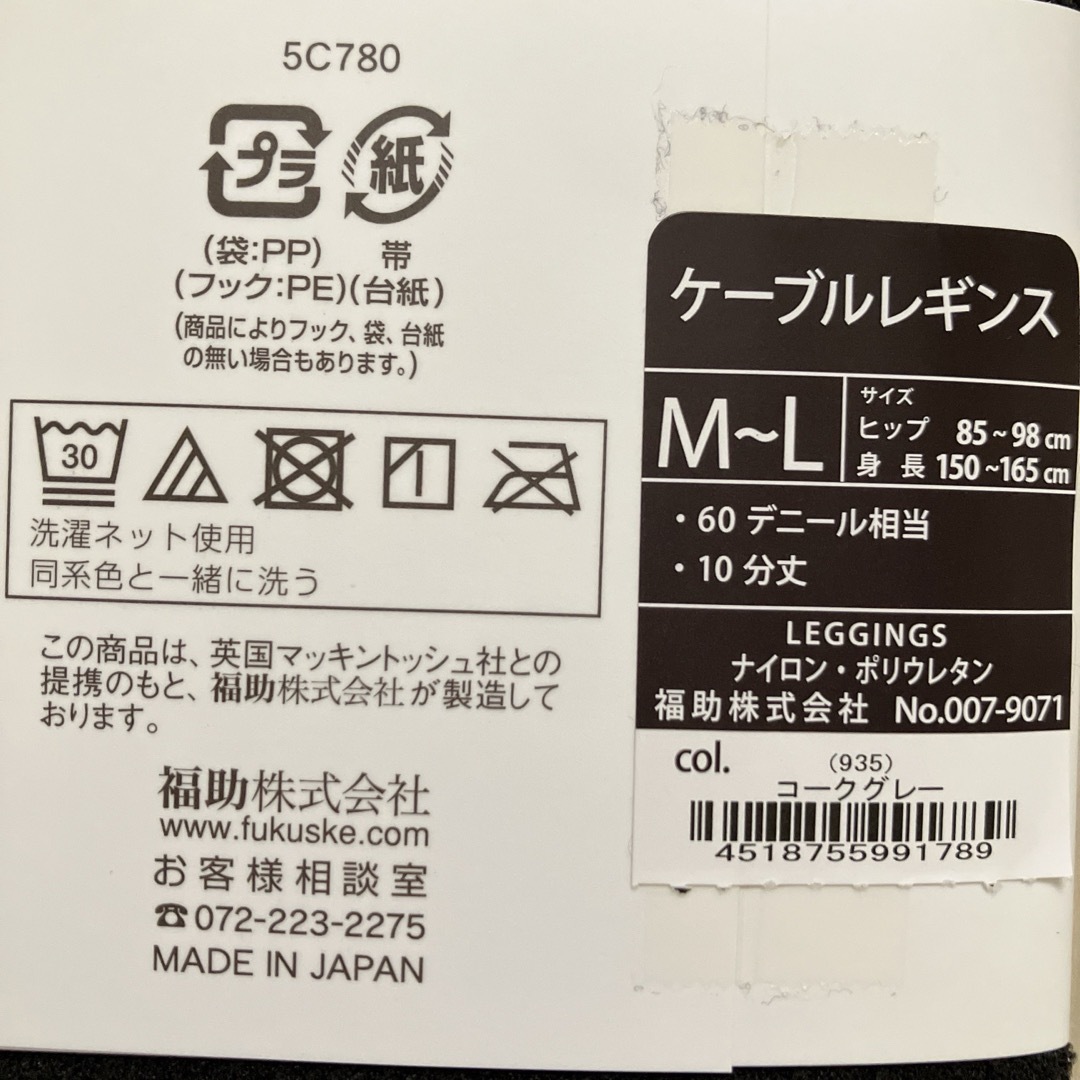 5C780
プラ 紙
(袋:PP) 帯
(フック:PE)(台紙)
(商品によりフック、袋、台紙
の無い場合もあります。)
30
洗濯ネット使用
同系色と一緒に洗う
この商品は、英国マッキントッシュ社との
提携のもと、福助株式会社が製造して
おります。
福助株式会社
www.fukuske.com
お客様相談室
☎072-223-2275
MADE IN JAPAN
ケーブルレギンス
M~L
サイズ
ヒップ 85~98cm
身長 150~165cm
・60 デニール相当
・10 分丈
LEGGINGS
ナイロン・ポリウレタン
福助株式会社 No.007-9071
col. (935)
コークグレー
4518755991789